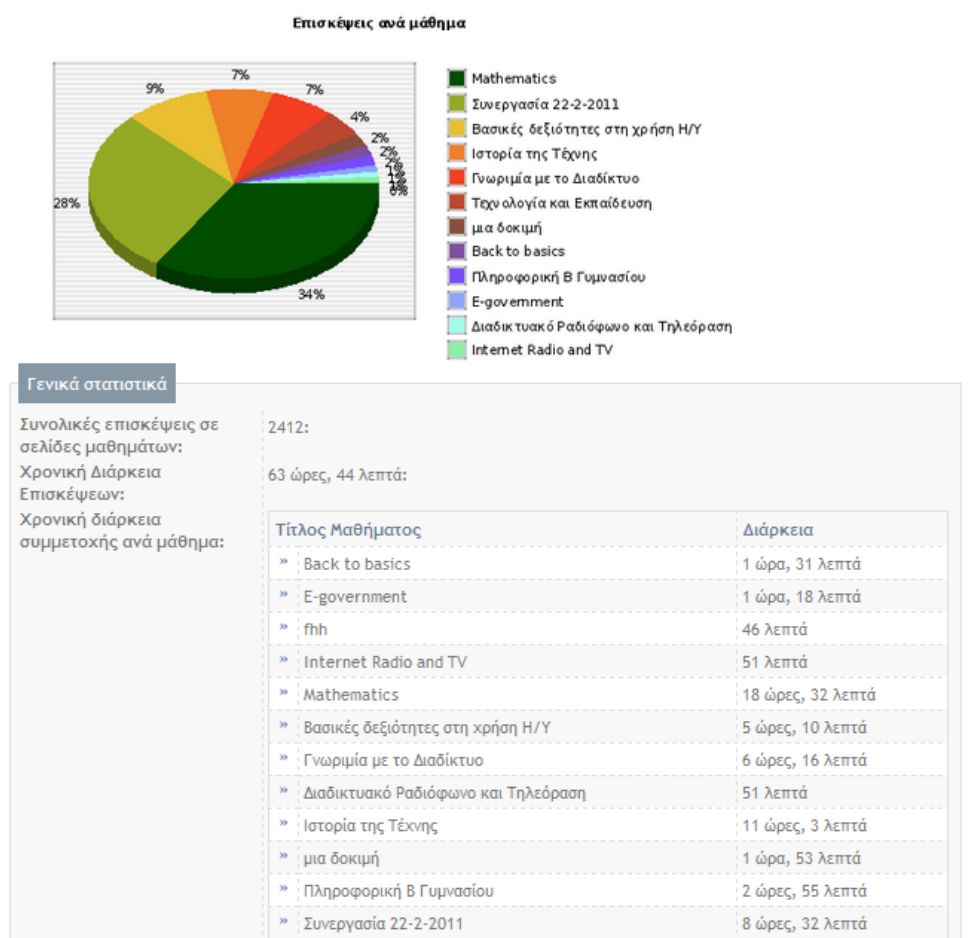 Επισκέψεις ανά μάθημα
7%
9%
7%
4%
2%
2%
28%
34%
Mathematics
Συνεργασία 22-2-2011
Βασικές δεξιότητες στη χρήση Η/Υ
Ιστορία της Τέχνης
Γνωριμία με το Διαδίκτυο
Τεχνολογία και Εκπαίδευση
μια δοκιμή
Back to basics
Πληροφορική Β Γυμνασίου
E-government
Διαδικτυακό Ραδιόφωνο και Τηλεόραση
Internet Radio and TV
Γενικά στατιστικά
Συνολικές επισκέψεις σε
σελίδες μαθημάτων:
2412:
Χρονική Διάρκεια
Επισκέψεων:
63 ώρες, 44 λεπτά:
Χρονική διάρκεια
συμμετοχής ανά μάθημα:
Τίτλος Μαθήματος Διάρκεια
» Back to basics 1 ώρα, 31 λεπτά
» E-government 1 ώρα, 18 λεπτά
» fhh 46 λεπτά
» Internet Radio and TV 51 λεπτά
» Mathematics 18 ώρες, 32 λεπτά
» Βασικές δεξιότητες στη χρήση Η/Υ 5 ώρες, 10 λεπτά
» Γνωριμία με το Διαδίκτυο 6 ώρες, 16 λεπτά
» Διαδικτυακό Ραδιόφωνο και Τηλεόραση 51 λεπτά
» Ιστορία της Τέχνης 11 ώρες, 3 λεπτά
» μια δοκιμή 1 ώρα, 53 λεπτά
» Πληροφορική Β Γυμνασίου 2 ώρες, 55 λεπτά
» Συνεργασία 22-2-2011 8 ώρες, 32 λεπτά